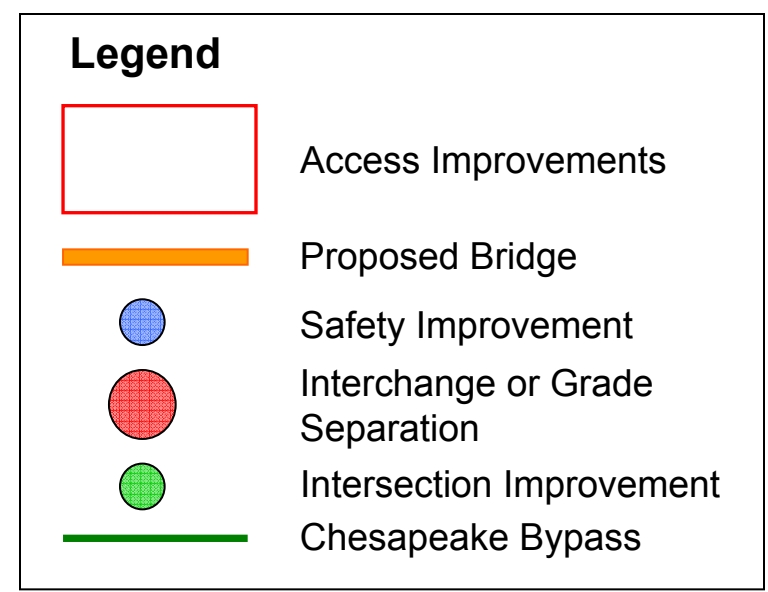 Legend
Access Improvements
Proposed Bridge
Safety Improvement
Interchange or Grade
Separation
Intersection Improvement
Chesapeake Bypass